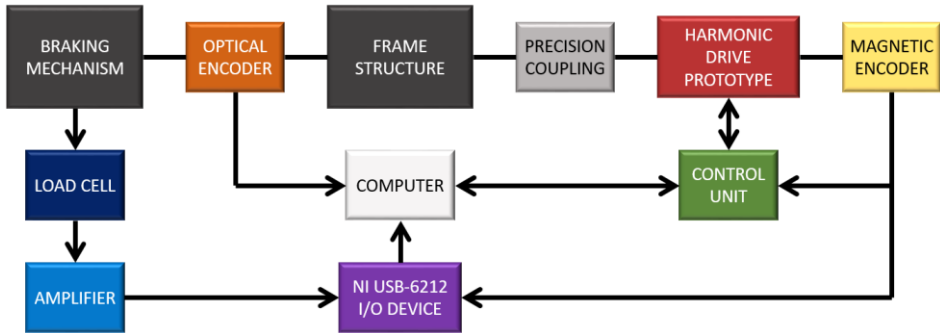 BRAKING
MECHANISM
OPTICAL
ENCODER
FRAME
STRUCTURE
PRECISION
COUPLING
HARMONIC
DRIVE
PROTOTYPE
MAGNETIC
ENCODER
LOAD CELL
COMPUTER
CONTROL
UNIT
AMPLIFIER
NI USB-6212
I/O DEVICE